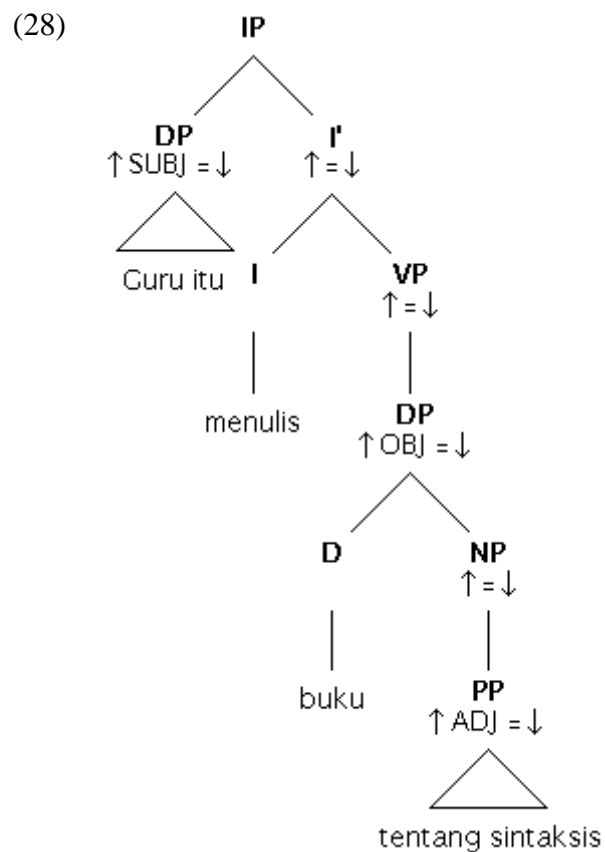 (28)
IP
DP I'
↑ SUBJ = ↓ ↑ = ↓
Guru itu I VP
↑ = ↓
menulis DP
↑ OBJ = ↓
D NP
↑ = ↓
buku PP
↑ ADJ = ↓
tentang sintaksis